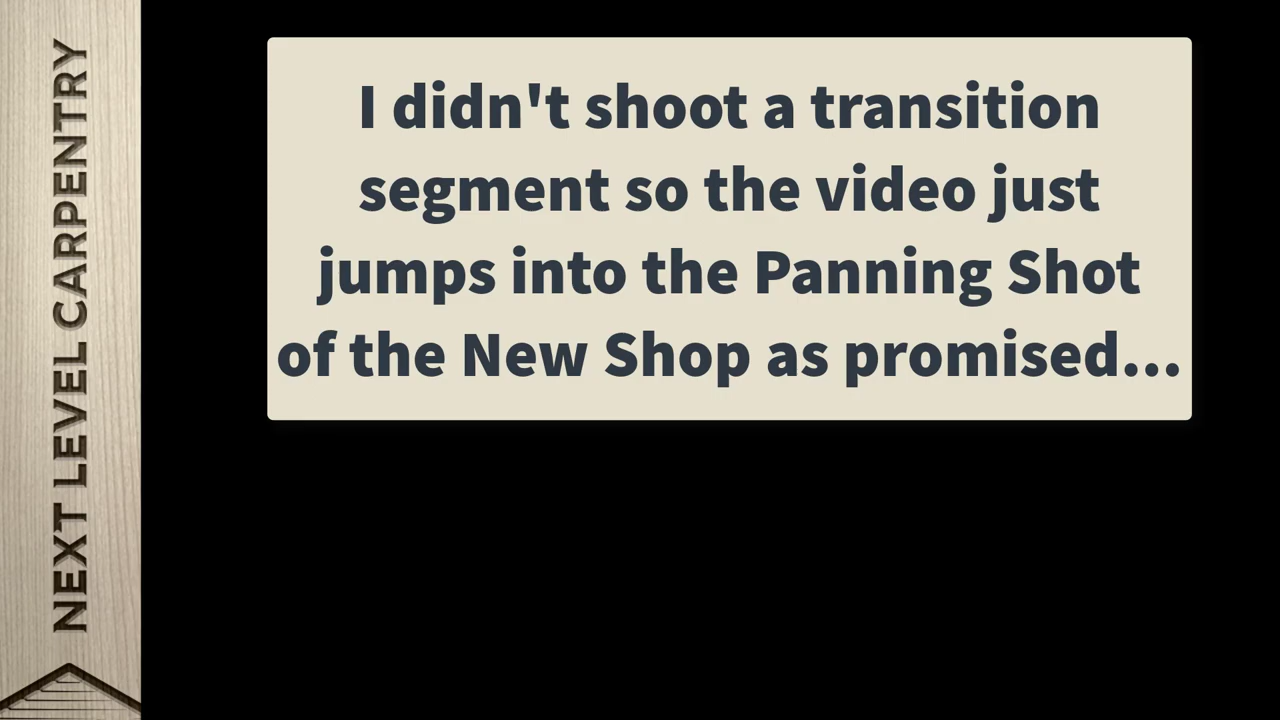 NEXT LEVEL CARPENTRY
I didn't shoot a transition
segment so the video just
jumps into the Panning Shot
of the New Shop as promised...